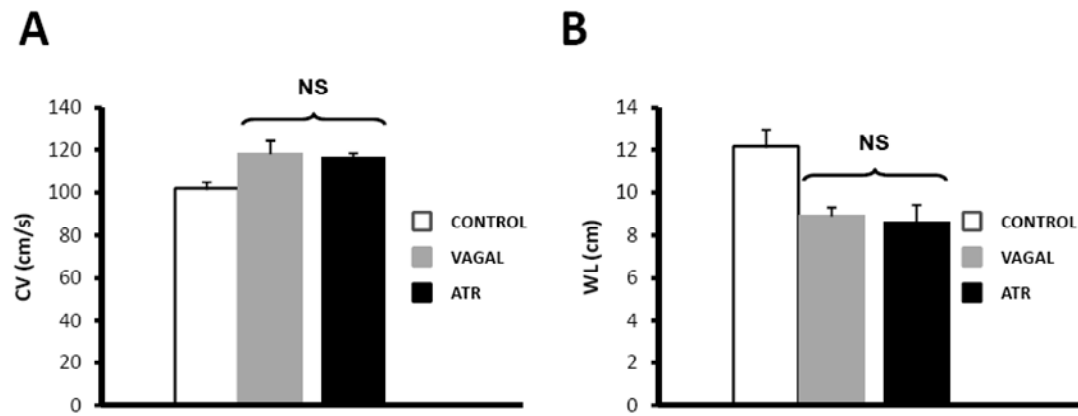 A
NS
CV (cm/s)
140
120
100
80
60
40
20
0
CONTROL
VAGAL
ATR
B
NS
WL (cm)
14
12
10
8
6
4
2
0
CONTROL
VAGAL
ATR